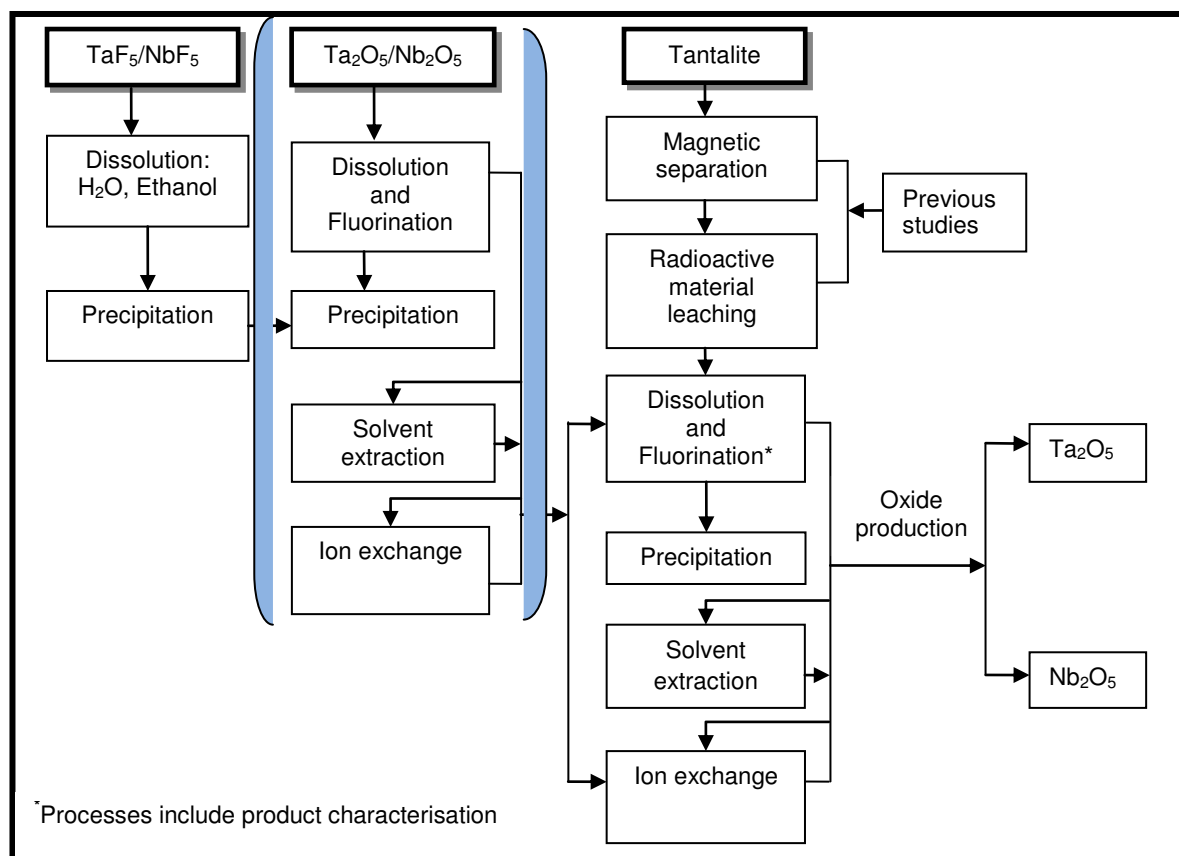 TaF₅/NbF₅
Dissolution:
H₂O, Ethanol
Precipitation
Ta₂O₅/Nb₂O₅
Dissolution
and
Fluorination
Precipitation
Solvent
extraction
Ion exchange
Tantalite
Magnetic
separation
Previous
studies
Radioactive
material
leaching
Dissolution
and
Fluorination*
Precipitation
Solvent
extraction
Ion exchange
Oxide
production
Ta₂O₅
Nb₂O₅
*Processes include product characterisation